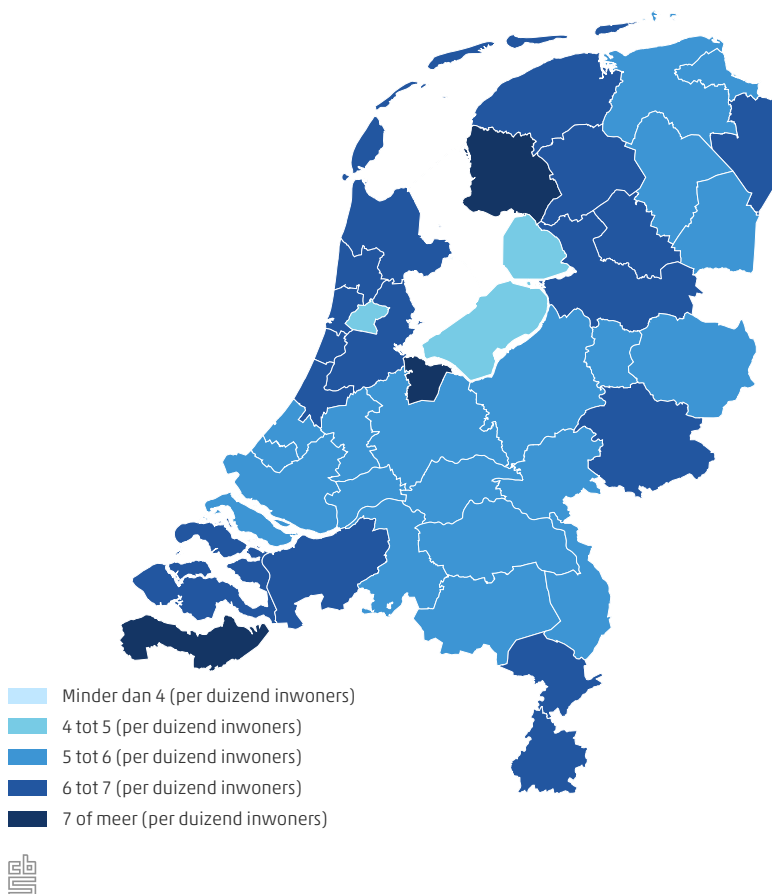 Minder dan 4 (per duizend inwoners)
4 tot 5 (per duizend inwoners)
5 tot 6 (per duizend inwoners)
6 tot 7 (per duizend inwoners)
7 of meer (per duizend inwoners)
cbs